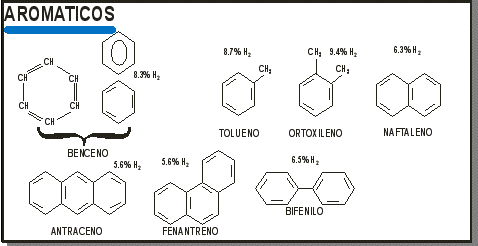 AROMATICOS
CH
CH
CH
CH
CH
CH
8.3% H2
BENCENO
8.7% H2
CH3
TOLUENO
CH3
9.4% H2
CH3
ORTOXILENO
6.3% H2
NAFTALENO
5.6% H2
ANTRACENO
5.6% H2
FENANTRENO
6.5% H2
BIFENILO